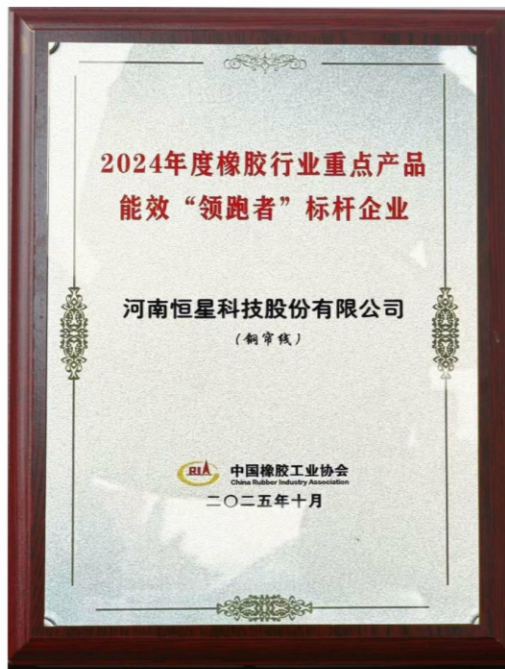 2024年度橡胶行业重点产品
能效“领跑者”标杆企业
河南恒星科技股份有限公司
(钢帘线)
RIA
中国橡胶工业协会
China Rubber Industry Association
二〇二五年十月